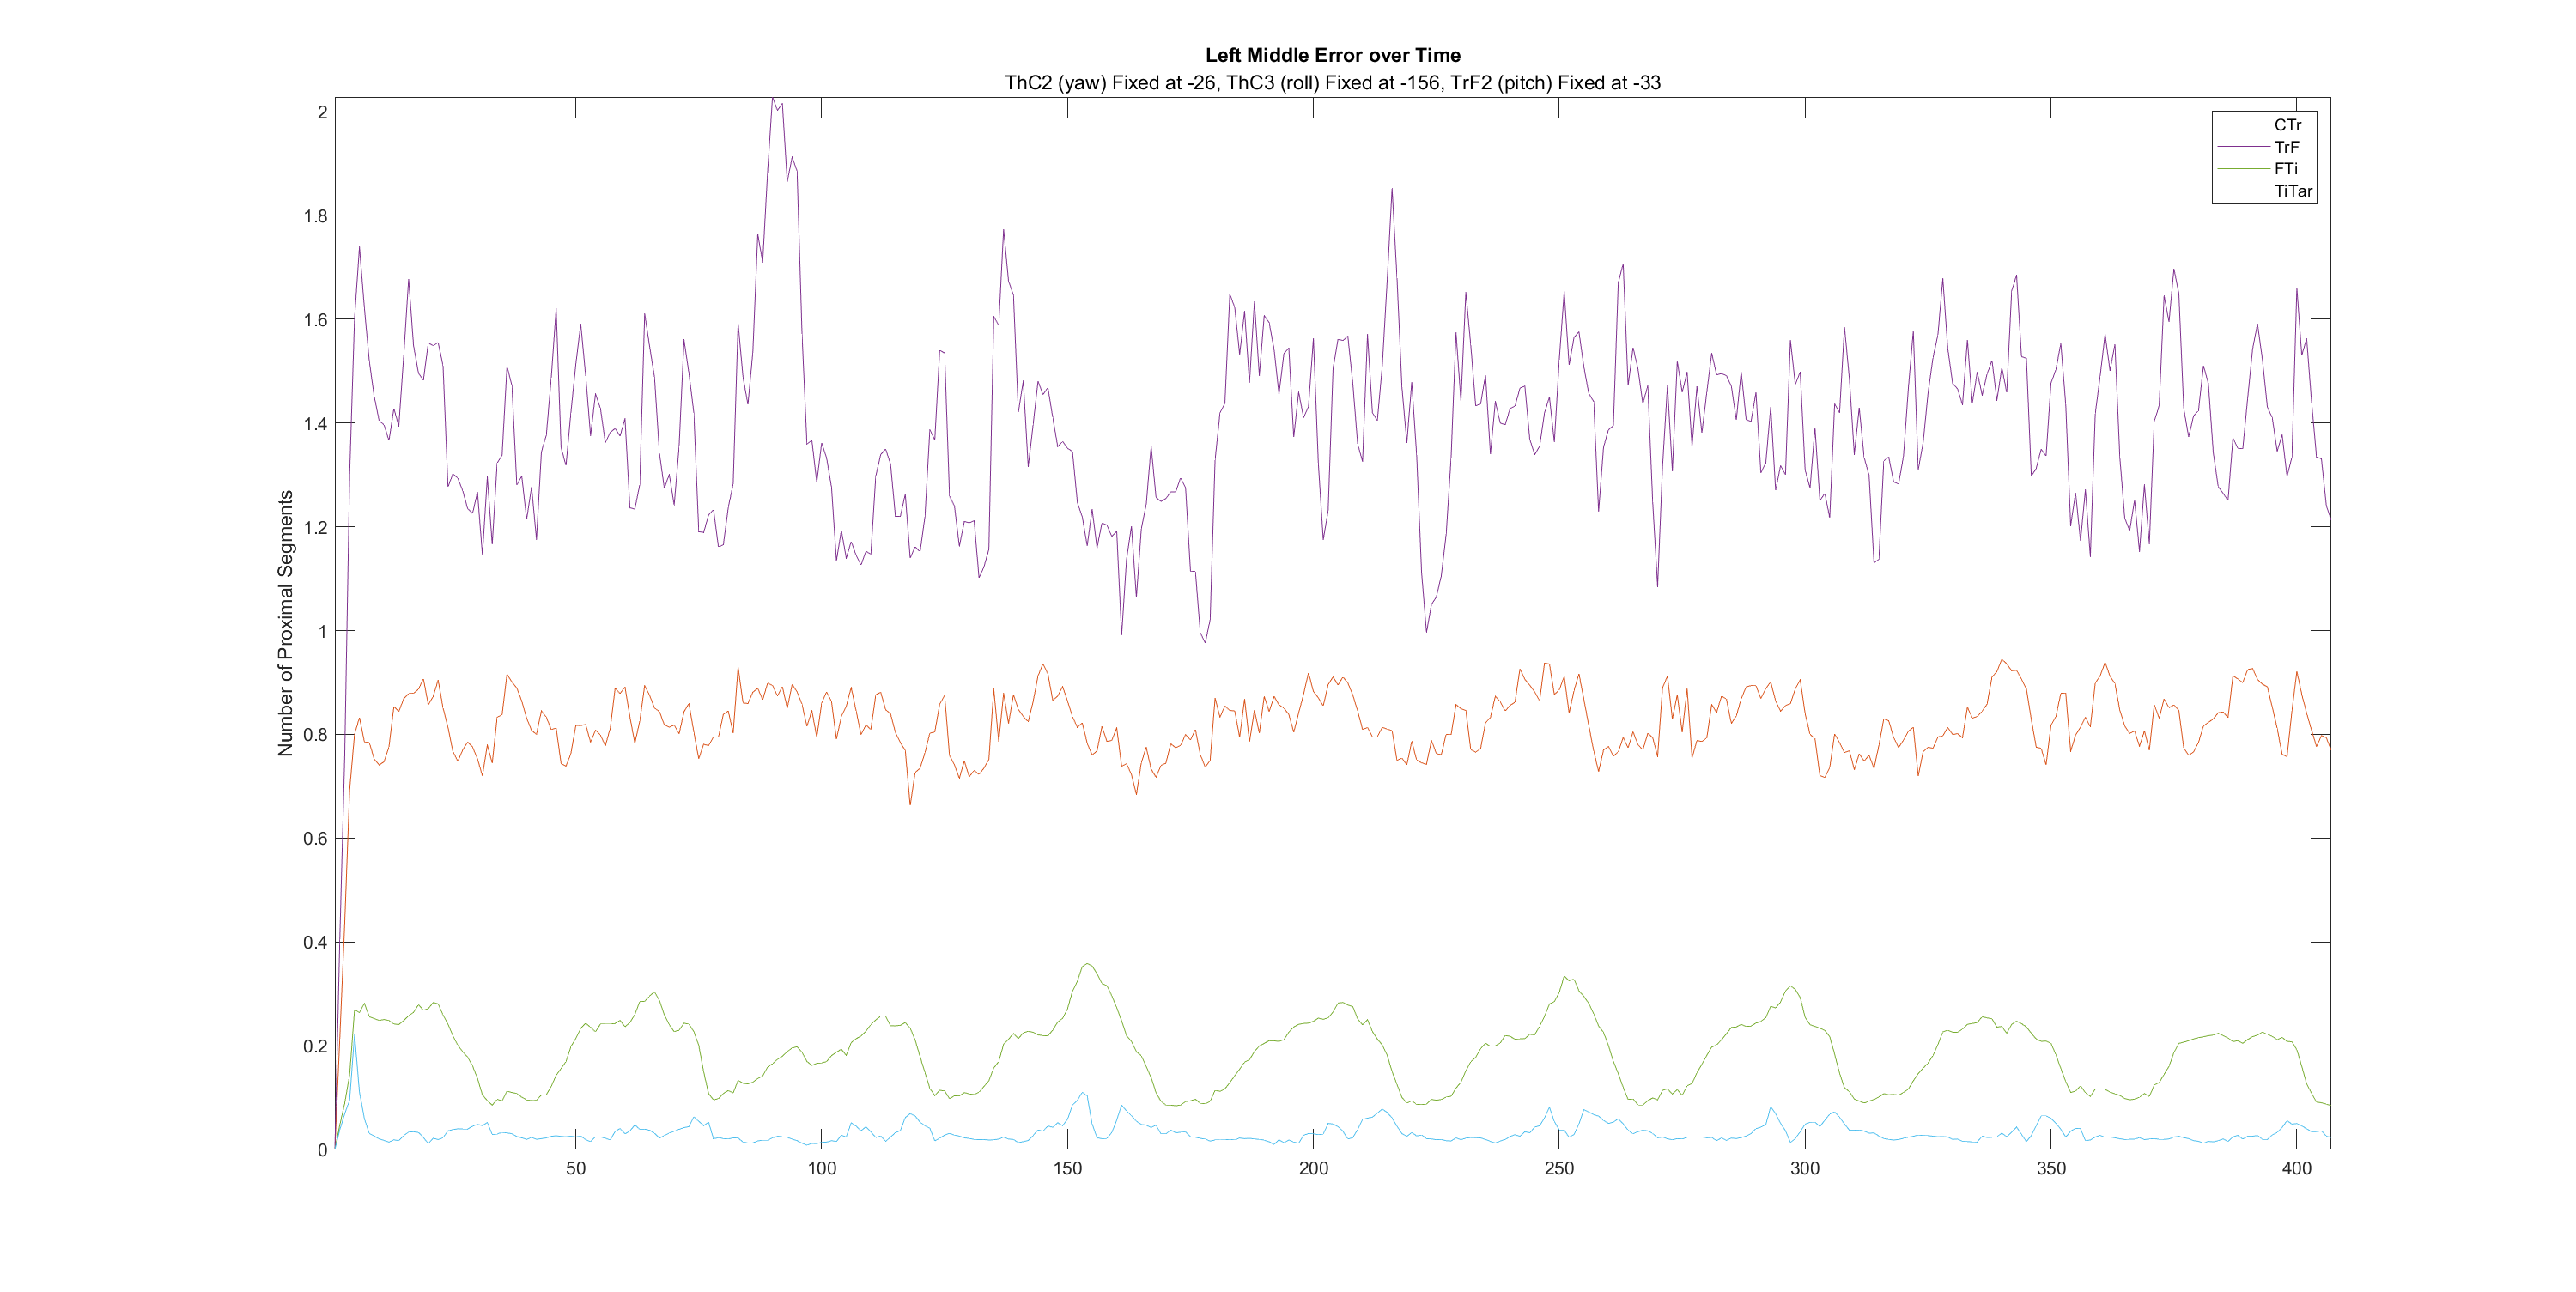 Left Middle Error over Time
ThC2 (yaw) Fixed at -26, ThC3 (roll) Fixed at -156, TrF2 (pitch) Fixed at -33
Number of Proximal Segments
2
1.8
1.6
1.4
1.2
1
0.8
0.6
0.4
0.2
0
50
100
150
200
250
300
350
400
CTr
TrF
FTi
TiTar